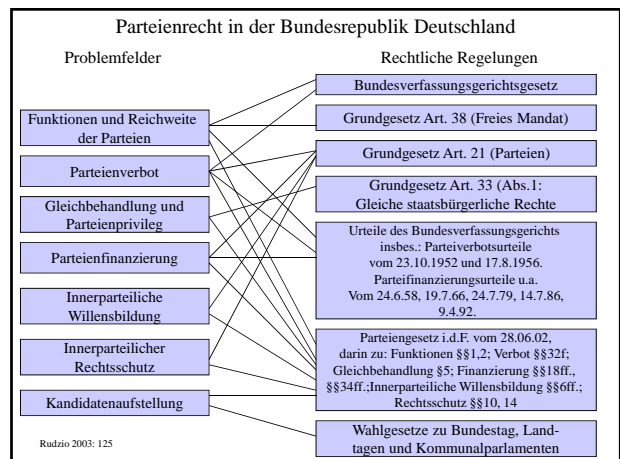 Parteienrecht in der Bundesrepublik Deutschland
Problemfelder
Funktionen und Reichweite
der Parteien
Parteienverbot
Gleichbehandlung und
Parteienprivileg
Parteienfinanzierung
Innerparteiliche
Willensbildung
Innerparteilicher
Rechtsschutz
Kandidatenaufstellung
Rechtliche Regelungen
Bundesverfassungsgerichtsgesetz
Grundgesetz Art. 38 (Freies Mandat)
Grundgesetz Art. 21 (Parteien)
Grundgesetz Art. 33 (Abs.1:
Gleiche staatsbürgerliche Rechte
Urteile des Bundesverfassungsgerichts
insbes.: Parteiverbotsurteile
vom 23.10.1952 und 17.8.1956.
Parteifinanzierungsurteile u.a.
Vom 24.6.58, 19.7.66, 24.7.79, 14.7.86,
9.4.92.
Parteiengesetz i.d.F. vom 28.06.02,
darin zu: Funktionen §§1,2; Verbot §§32f;
Gleichbehandlung §5; Finanzierung §§18ff.,
§§34ff.;Innerparteiliche Willensbildung §§6ff.;
Rechtsschutz §§10, 14
Wahlgesetze zu Bundestag, Land-
tagen und Kommunalparlamenten
Rudzio 2003: 125